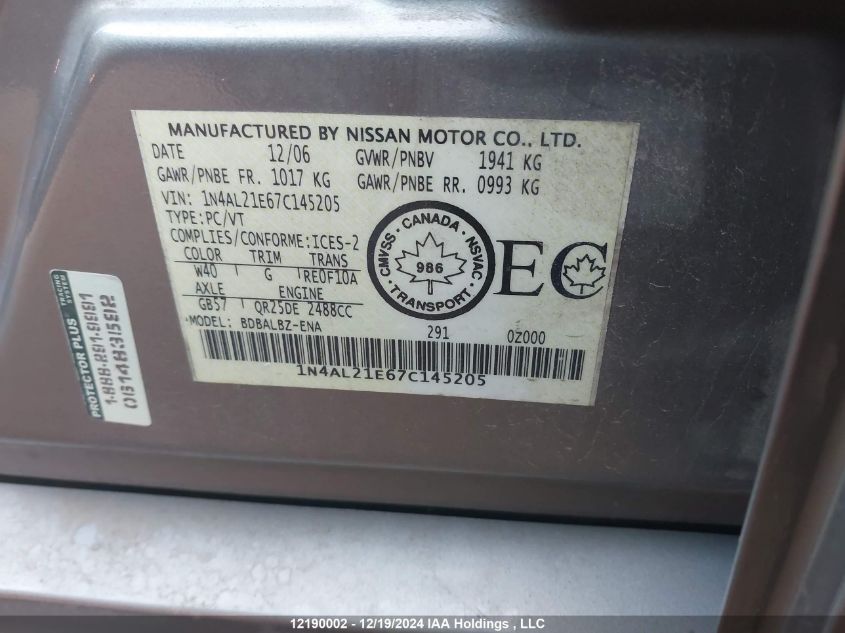 MANUFACTURED BY NISSAN MOTOR CO., LTD.
DATE 12/06 GVWR/PNBV 1941 KG
GAWR/PNBE FR. 1017 KG GAWR/PNBE RR. 0993 KG
VIN: 1N4AL21E67C145205
TYPE:PC/VT
COMPLIES/CONFORME:ICES-2
COLOR TRIM TRANS
W40 G RE0F10A
AXLE ENGINE
GB57 QR25DE 2488CC
MODEL: BDBALBZ-ENA 291 0Z000
1N4AL21E67C145205
CMVSS - CANADA - NSVAC
986
- TRANSPORT -
EC
PROTECTOR PLUS
TRACING SYSTEM
12190002 - 12/19/2024 IAA Holdings , LLC